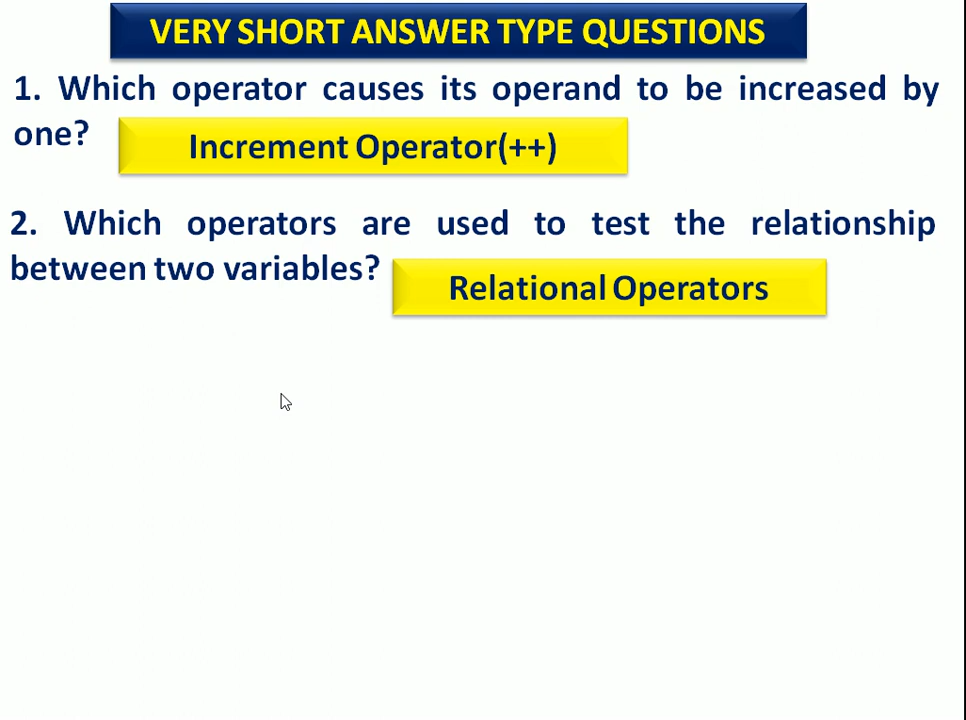 VERY SHORT ANSWER TYPE QUESTIONS
1. Which operator causes its operand to be increased by
one?
Increment Operator(++)
2. Which operators are used to test the relationship
between two variables?
Relational Operators